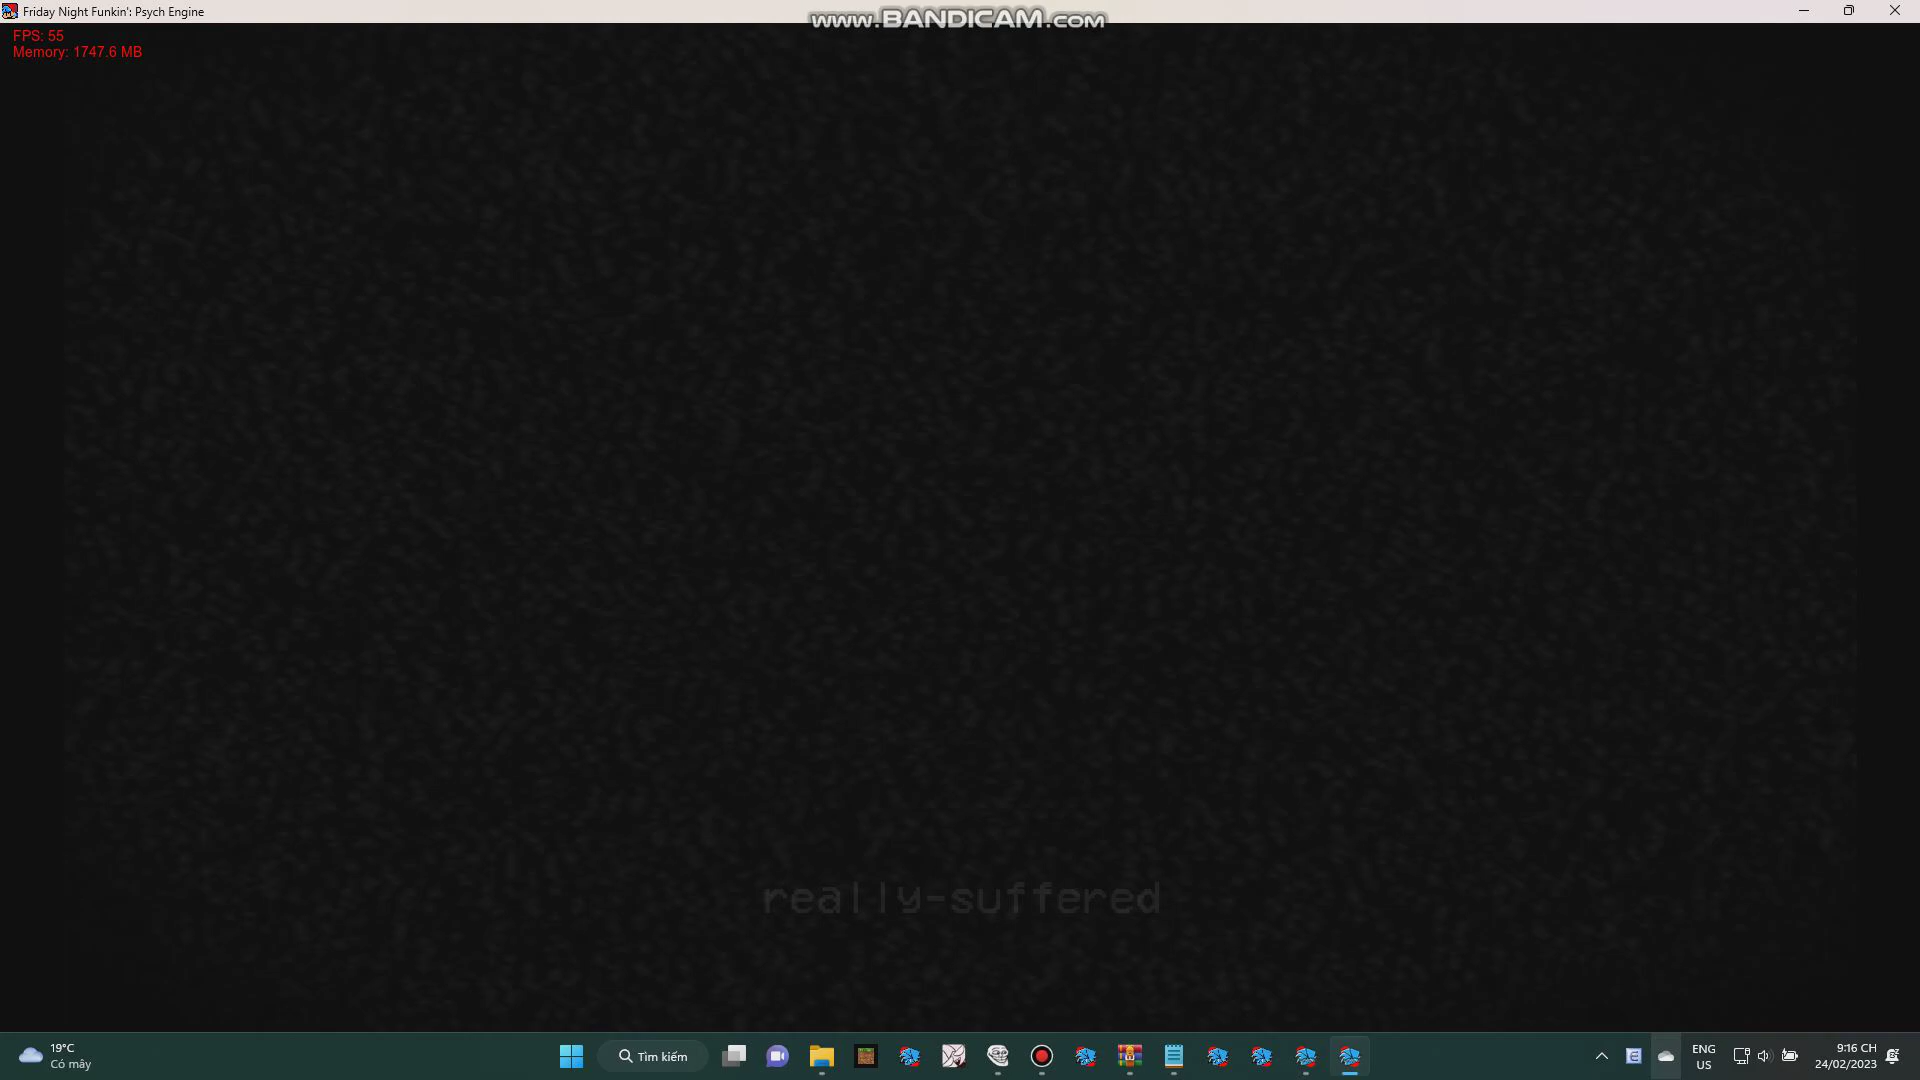 Friday Night Funkin': Psych Engine
www.BANDICAM.com
FPS: 55
Memory: 1747.6 MB
really-suffered
19°C
Có mây
Tìm kiếm
ENG
US
9:16 CH
24/02/2023